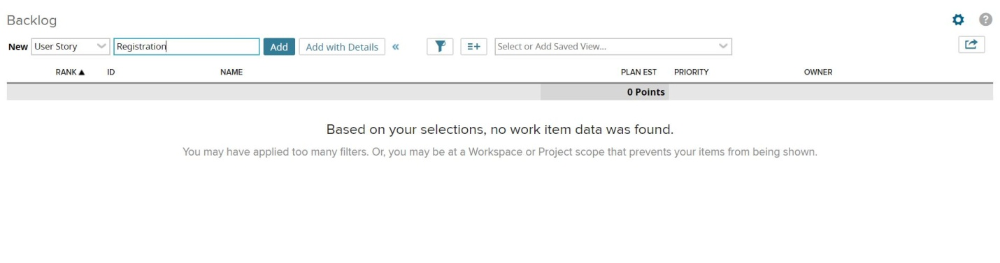 Backlog
?
New User Story Registration Add Add with Details « Select or Add Saved View...
RANK ▲ ID NAME PLAN EST PRIORITY OWNER
0 Points
Based on your selections, no work item data was found.
You may have applied too many filters. Or, you may be at a Workspace or Project scope that prevents your items from being shown.